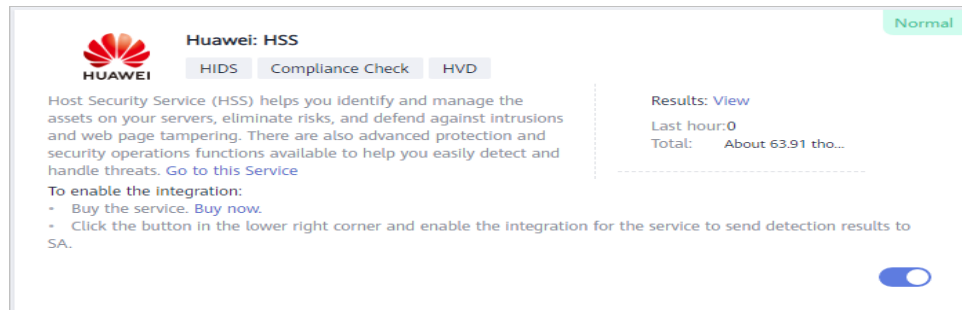 Normal
Huawei: HSS
HUAWEI
HIDS Compliance Check HVD
Host Security Service (HSS) helps you identify and manage the
assets on your servers, eliminate risks, and defend against intrusions
and web page tampering. There are also advanced protection and
security operations functions available to help you easily detect and
handle threats. Go to this Service
Results: View
Last hour:0
Total: About 63.91 tho...
To enable the integration:
• Buy the service. Buy now.
• Click the button in the lower right corner and enable the integration for the service to send detection results to
SA.